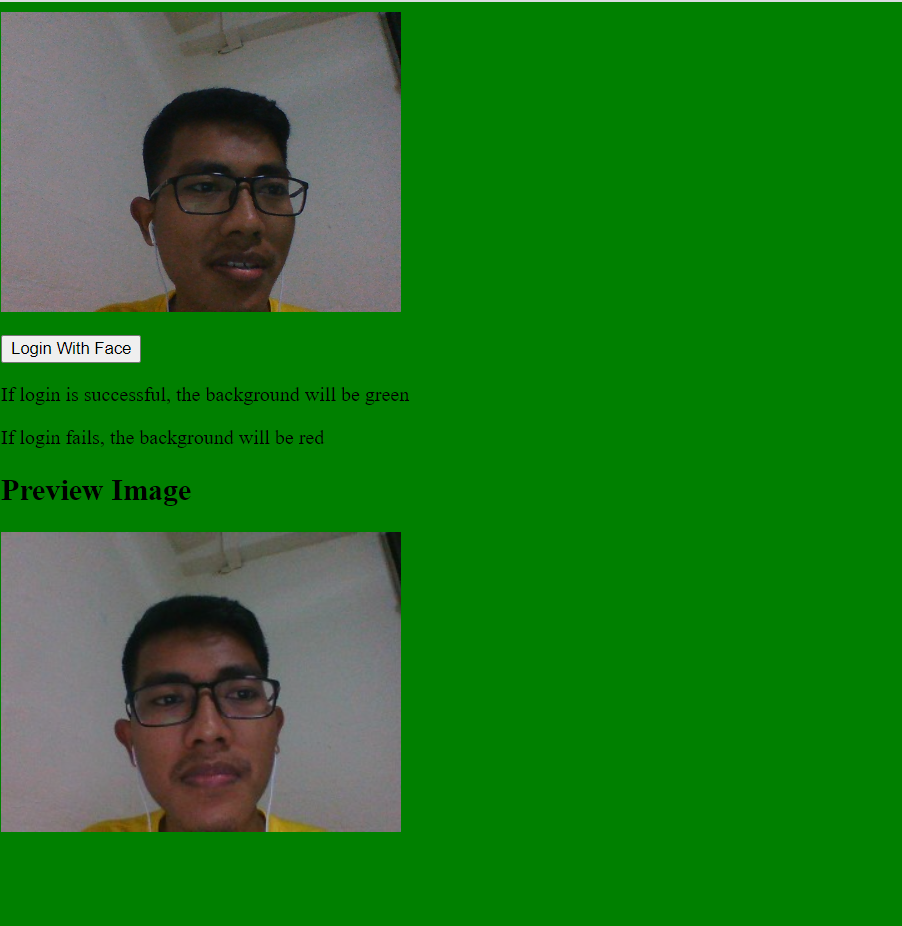 Login With Face
If login is successful, the background will be green
If login fails, the background will be red
Preview Image